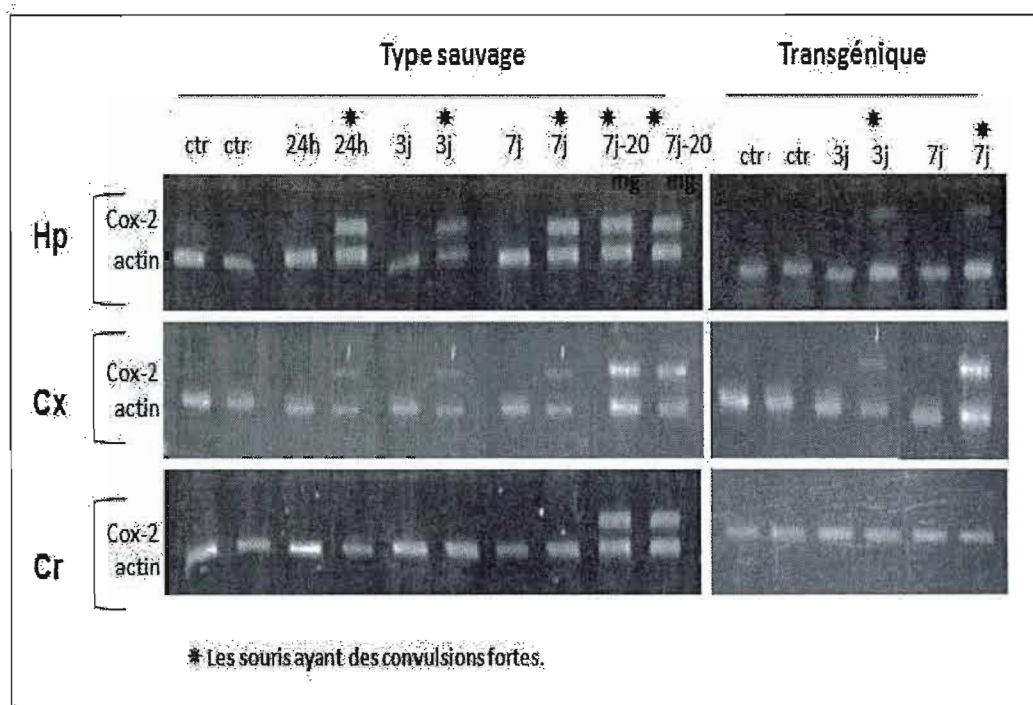 Type sauvage
Transgénique
* * * * *
* *
ctr ctr 24h 24h 3j 3j 7j 7j 7j-20 mg 7j-20 mg
ctr ctr 3j 3j 7j 7j
Hp
Cox-2
actin
Cx
Cox-2
actin
Cr
Cox-2
actin
* Les souris ayant des convulsions fortes.